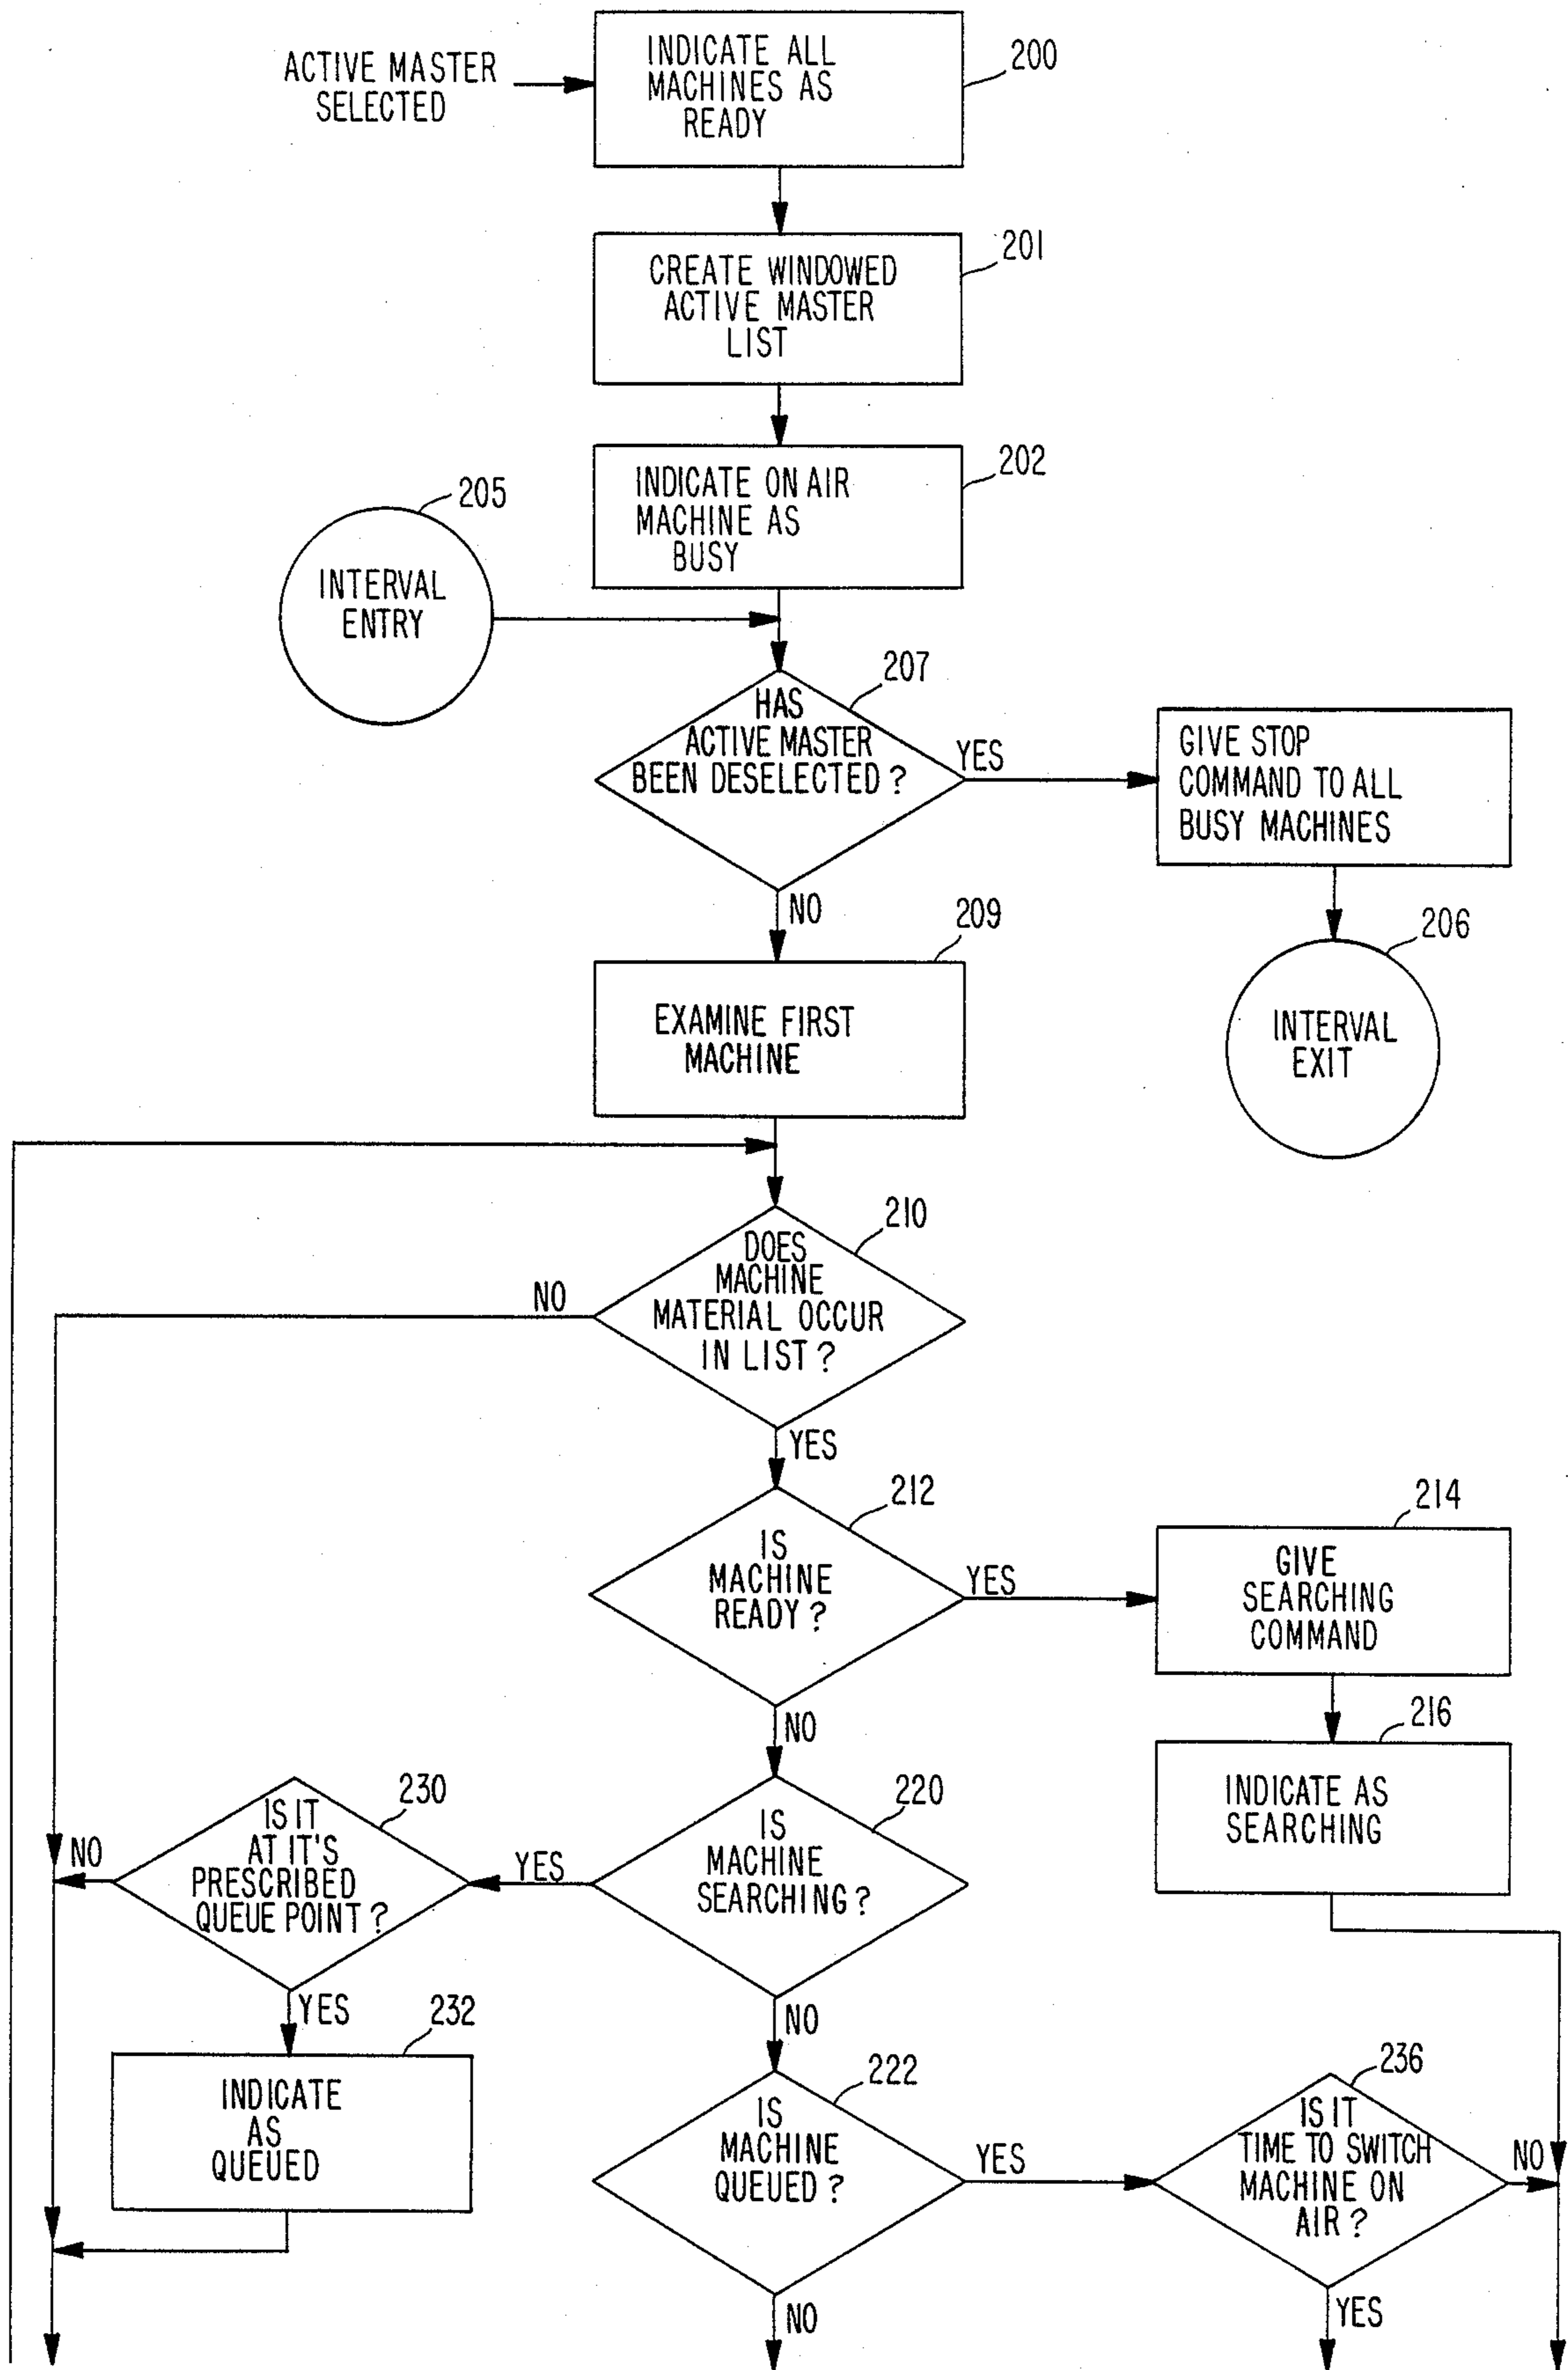 INDICATE ALL
MACHINES AS
READY
200
ACTIVE MASTER
SELECTED
CREATE WINDOWED
ACTIVE MASTER
LIST
201
INDICATE ON AIR
MACHINE AS
BUSY
202
205
INTERVAL
ENTRY
207
HAS
ACTIVE MASTER
BEEN DESELECTED?
YES
NO
GIVE STOP
COMMAND TO ALL
BUSY MACHINES
206
INTERVAL
EXIT
209
EXAMINE FIRST
MACHINE
210
DOES
MACHINE
MATERIAL OCCUR
IN LIST?
NO
YES
212
IS
MACHINE
READY?
YES
NO
214
GIVE
SEARCHING
COMMAND
216
INDICATE AS
SEARCHING
220
IS
MACHINE
SEARCHING?
YES
NO
230
IS IT
AT IT'S
PRESCRIBED
QUEUE POINT?
NO
YES
232
INDICATE
AS
QUEUED
222
IS
MACHINE
QUEUED?
YES
NO
236
IS IT
TIME TO SWITCH
MACHINE ON
AIR?
NO
YES